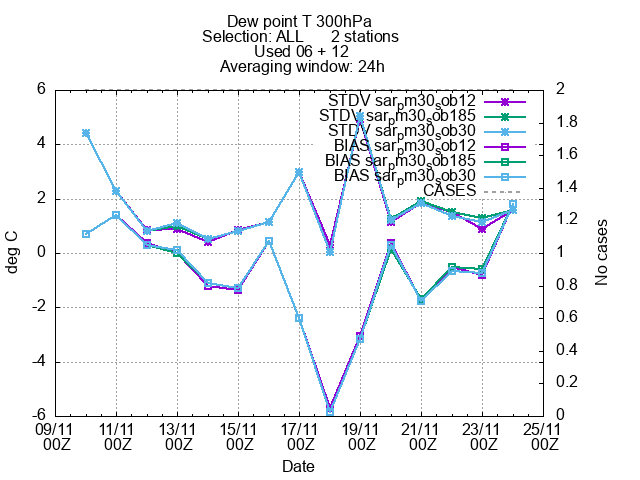 Dew point T 300hPa
Selection: ALL 2 stations
Used 06 + 12
Averaging window: 24h
STDV sar_pm30_sob12
STDV sar_pm30_sob185
STDV sar_pm30_sob30
BIAS sar_pm30_sob12
BIAS sar_pm30_sob185
BIAS sar_pm30_sob30
CASES
6
4
2
0
-2
-4
-6
deg C
2
1.8
1.6
1.4
1.2
1
0.8
0.6
0.4
0.2
0
No cases
09/11 11/11 13/11 15/11 17/11 19/11 21/11 23/11 25/11
00Z 00Z 00Z 00Z 00Z 00Z 00Z 00Z 00Z
Date